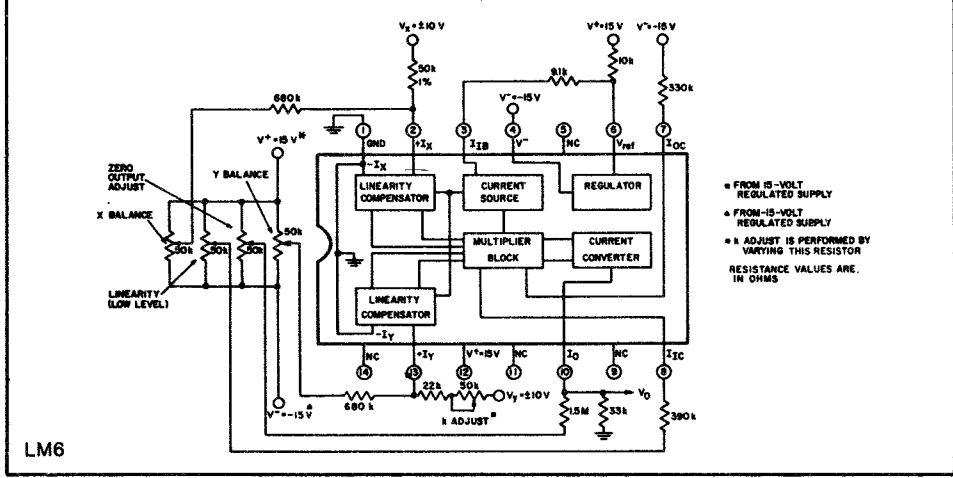 Vx=±10 V
V+=15 V
V-=-15 V
50k
1%
9.1k
10k
680k
330k
V-=-15V
1
2
3
4
5
6
7
GND
+IX
IIB
V-
NC
Vref
IOC
V+=15 V*
-IX
ZERO
OUTPUT
ADJUST
Y BALANCE
X BALANCE
LINEARITY
COMPENSATOR
CURRENT
SOURCE
REGULATOR
* FROM 15-VOLT
REGULATED SUPPLY
▲ FROM-15-VOLT
REGULATED SUPPLY
k ADJUST IS PERFORMED BY
VARYING THIS RESISTOR
RESISTANCE VALUES ARE
IN OHMS
50k
50k
50k
50k
MULTIPLIER
BLOCK
CURRENT
CONVERTER
LINEARITY
(LOW LEVEL)
LINEARITY
COMPENSATOR
-IY
NC
+IY
V+=15V
NC
IO
NC
IIC
14
13
12
11
10
9
8
V-=-15V▲
680 k
22k
50k
VY=±10V
k ADJUST
1.5M
33k
VO
390k
LM6